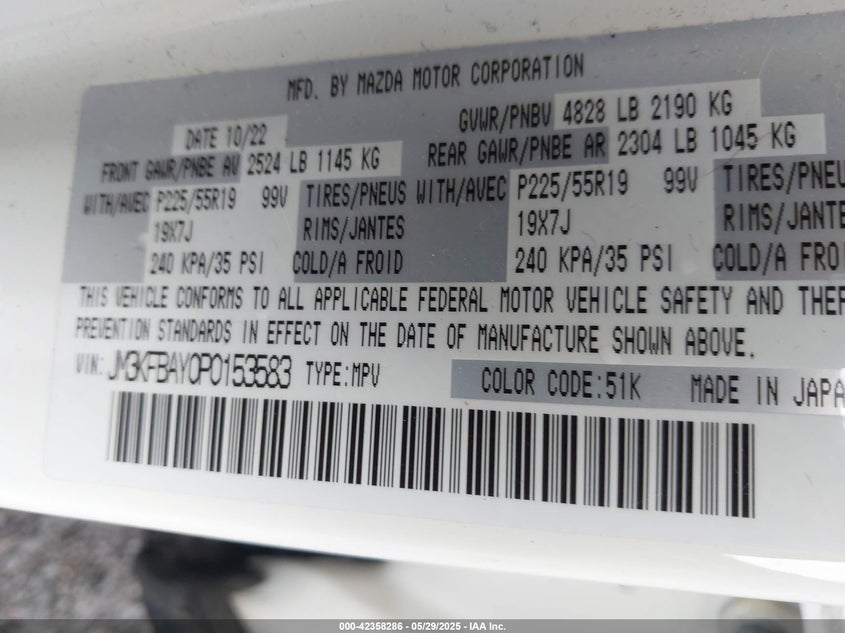 MFD. BY MAZDA MOTOR CORPORATION
DATE 10/22 GVWR/PNBV 4828 LB 2190 KG
FRONT GAWR/PNBE AV 2524 LB 1145 KG REAR GAWR/PNBE AR 2304 LB 1045 KG
WITH/AVEC P225/55R19 99V TIRES/PNEUS WITH/AVEC P225/55R19 99V TIRES/PNEU
19X7J RIMS/JANTES 19X7J RIMS/JANTE
240 KPA/35 PSI COLD/A FROID 240 KPA/35 PSI COLD/A FROI
THIS VEHICLE CONFORMS TO ALL APPLICABLE FEDERAL MOTOR VEHICLE SAFETY AND THEF
PREVENTION STANDARDS IN EFFECT ON THE DATE OF MANUFACTURE SHOWN ABOVE.
VIN: JM3KFBAY0P0153583 TYPE:MPV COLOR CODE:51K MADE IN JAPA
000-42358286 - 05/29/2025 - IAA Inc.